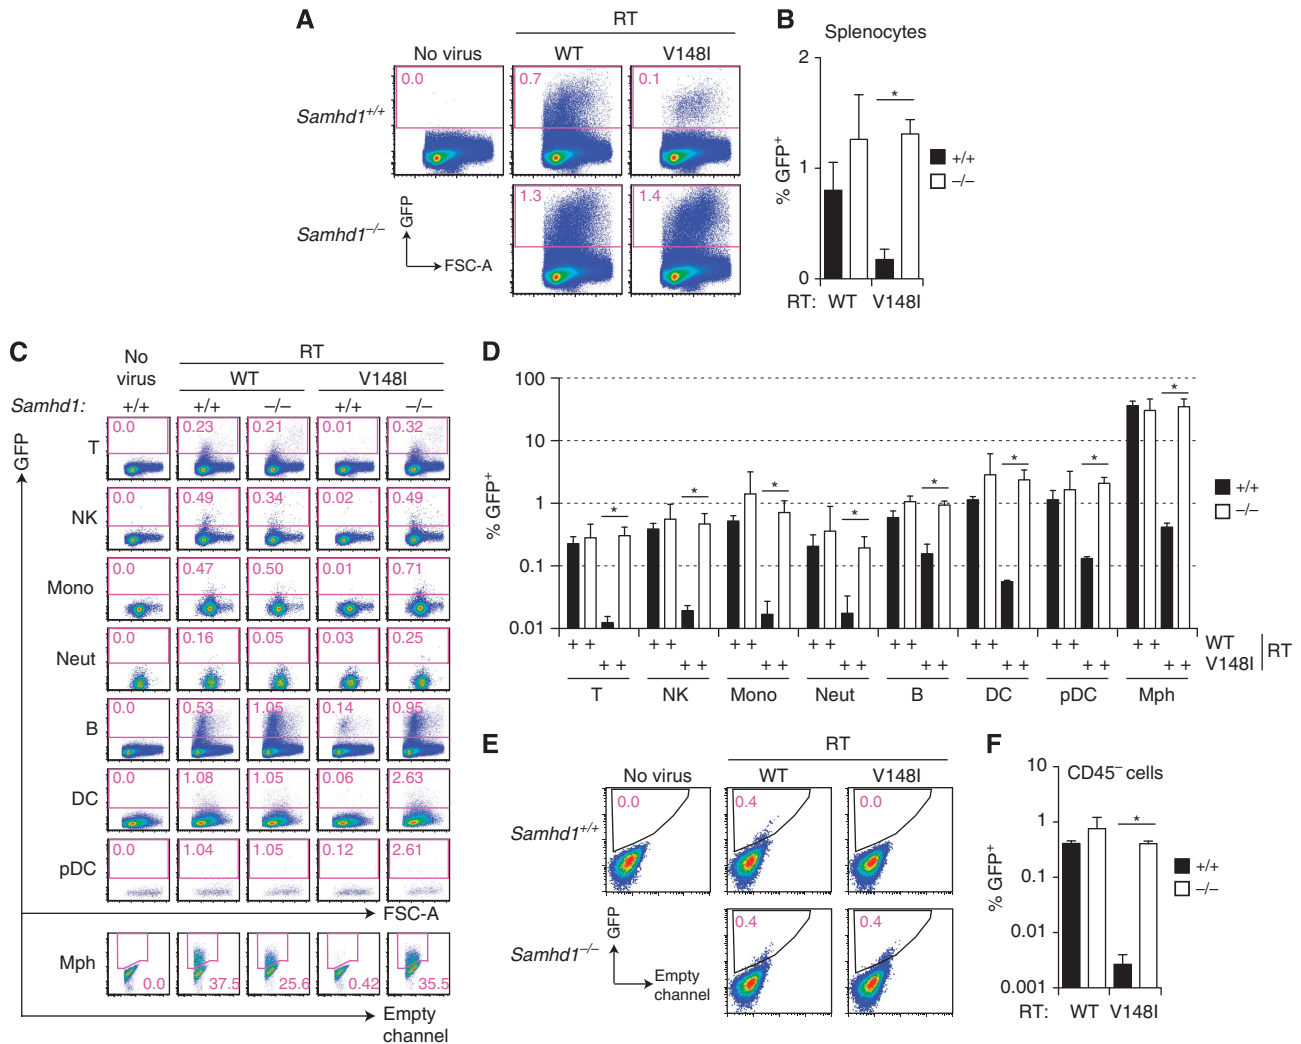 A
RT
No virus WT V148I
Samhd1+/+
0.0 0.7 0.1
Samhd1−/−
1.3 1.4
GFP
FSC-A
B
Splenocytes
% GFP+
2
1
0
*
+/+
−/−
RT: WT V148I
C
No virus
RT
WT V148I
Samhd1: +/+ +/+ −/− +/+ −/−
GFP
T 0.0 0.23 0.21 0.01 0.32
NK 0.0 0.49 0.34 0.02 0.49
Mono 0.0 0.47 0.50 0.01 0.71
Neut 0.0 0.16 0.05 0.03 0.25
B 0.0 0.53 1.05 0.14 0.95
DC 0.0 1.08 1.05 0.06 2.63
pDC 0.0 1.04 1.05 0.12 2.61
FSC-A
Mph 0.0 37.5 25.6 0.42 35.5
Empty
channel
D
% GFP+
100
10
1
0.1
0.01
* * * * * * * *
+/+
−/−
+ + + + + + + + + + + + + + + + WT
+ + + + + + + + + + + + + + + + V148I
RT
T NK Mono Neut B DC pDC Mph
E
RT
No virus WT V148I
Samhd1+/+
0.0 0.4 0.0
Samhd1−/−
0.4 0.4
GFP
Empty
channel
F
CD45− cells
% GFP+
10
1
0.1
0.01
0.001
*
+/+
−/−
RT: WT V148I